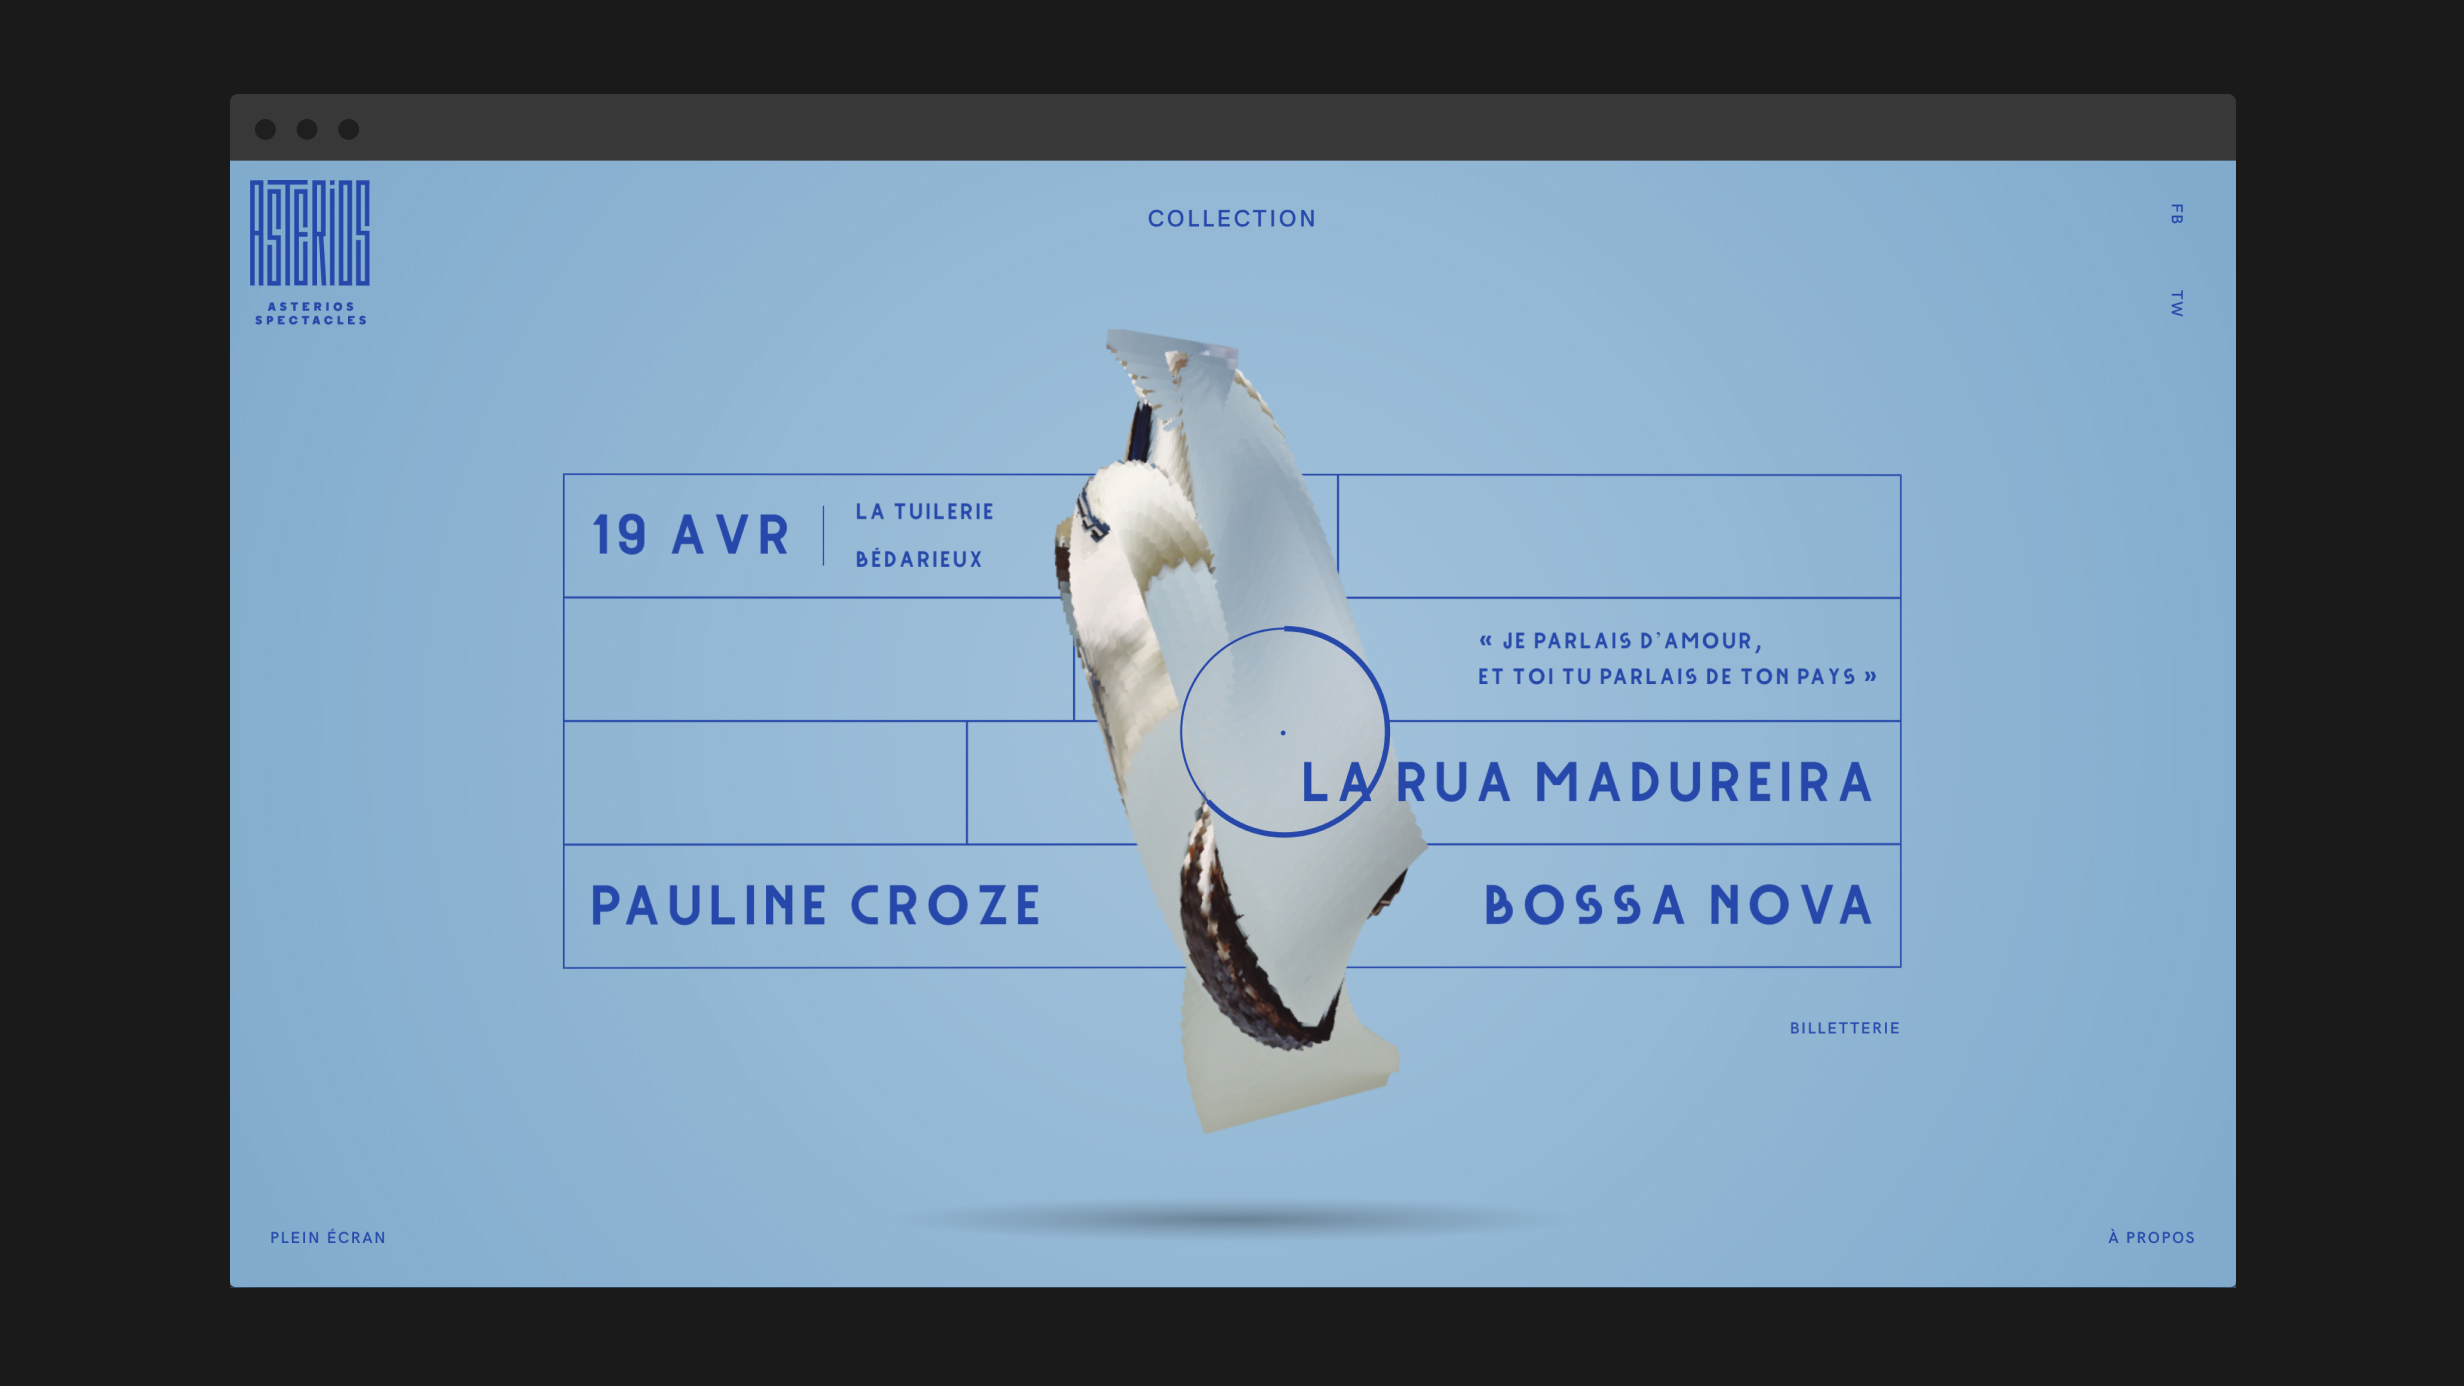 ASTERIOS
ASTERIOS
SPECTACLES
COLLECTION
FB
TW
19 AVR
LA TUILERIE
BÉDARIEUX
« JE PARLAIS D'AMOUR,
ET TOI TU PARLAIS DE TON PAYS »
LA RUA MADUREIRA
PAULINE CROZE
BOSSA NOVA
BILLETTERIE
PLEIN ÉCRAN
À PROPOS